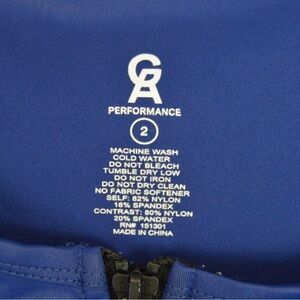 GA
PERFORMANCE
2
MACHINE WASH
COLD WATER
DO NOT BLEACH
TUMBLE DRY LOW
DO NOT IRON
DO NOT DRY CLEAN
NO FABRIC SOFTENER
SELF: 82% NYLON
18% SPANDEX
CONTRAST: 80% NYLON
20% SPANDEX
RN# 151301
MADE IN CHINA